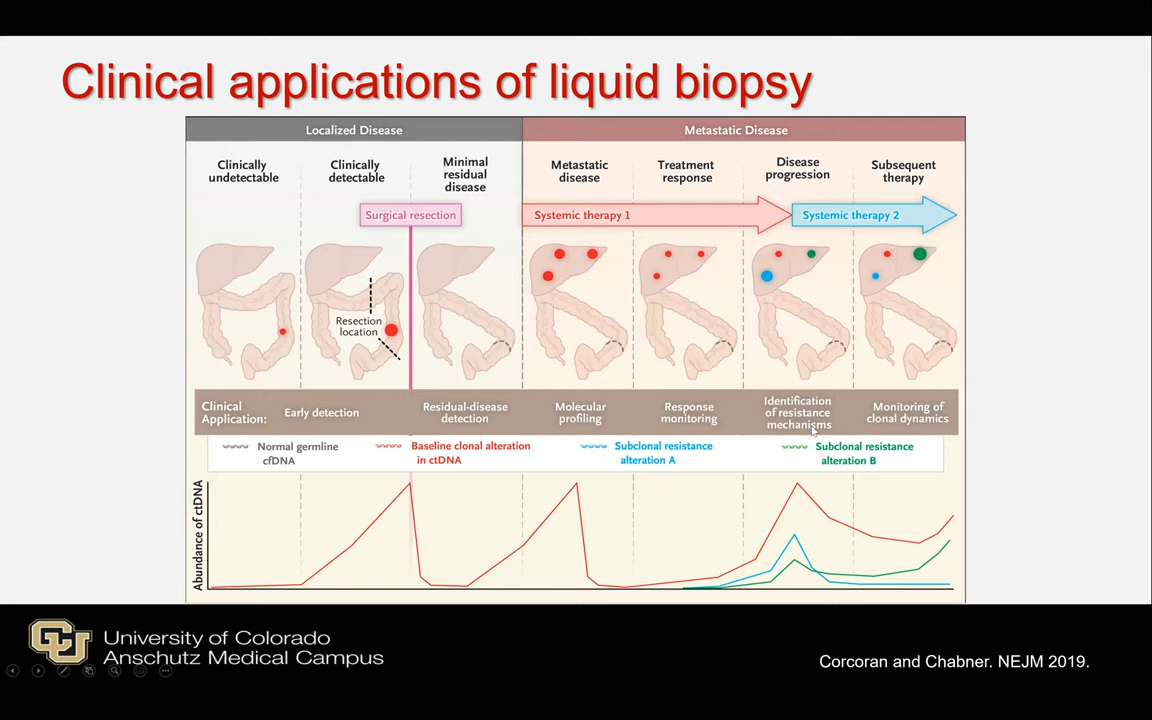 Clinical applications of liquid biopsy
Localized Disease
Metastatic Disease
Clinically
undetectable
Clinically
detectable
Minimal
residual
disease
Metastatic
disease
Treatment
response
Disease
progression
Subsequent
therapy
Surgical resection
Systemic therapy 1
Systemic therapy 2
Resection
location
Clinical
Application:
Early detection
Residual-disease
detection
Molecular
profiling
Response
monitoring
Identification
of resistance
mechanisms
Monitoring of
clonal dynamics
Normal germline
cfDNA
Baseline clonal alteration
in ctDNA
Subclonal resistance
alteration A
Subclonal resistance
alteration B
Abundance of ctDNA
CU
University of Colorado
Anschutz Medical Campus
Corcoran and Chabner. NEJM 2019.